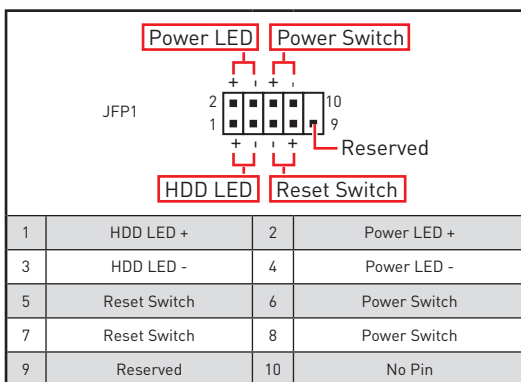 Power LED Power Switch
+ - + -
JFP1
2 10
1 9
+ - - +
Reserved
HDD LED Reset Switch
1 HDD LED + 2 Power LED +
3 HDD LED - 4 Power LED -
5 Reset Switch 6 Power Switch
7 Reset Switch 8 Power Switch
9 Reserved 10 No Pin